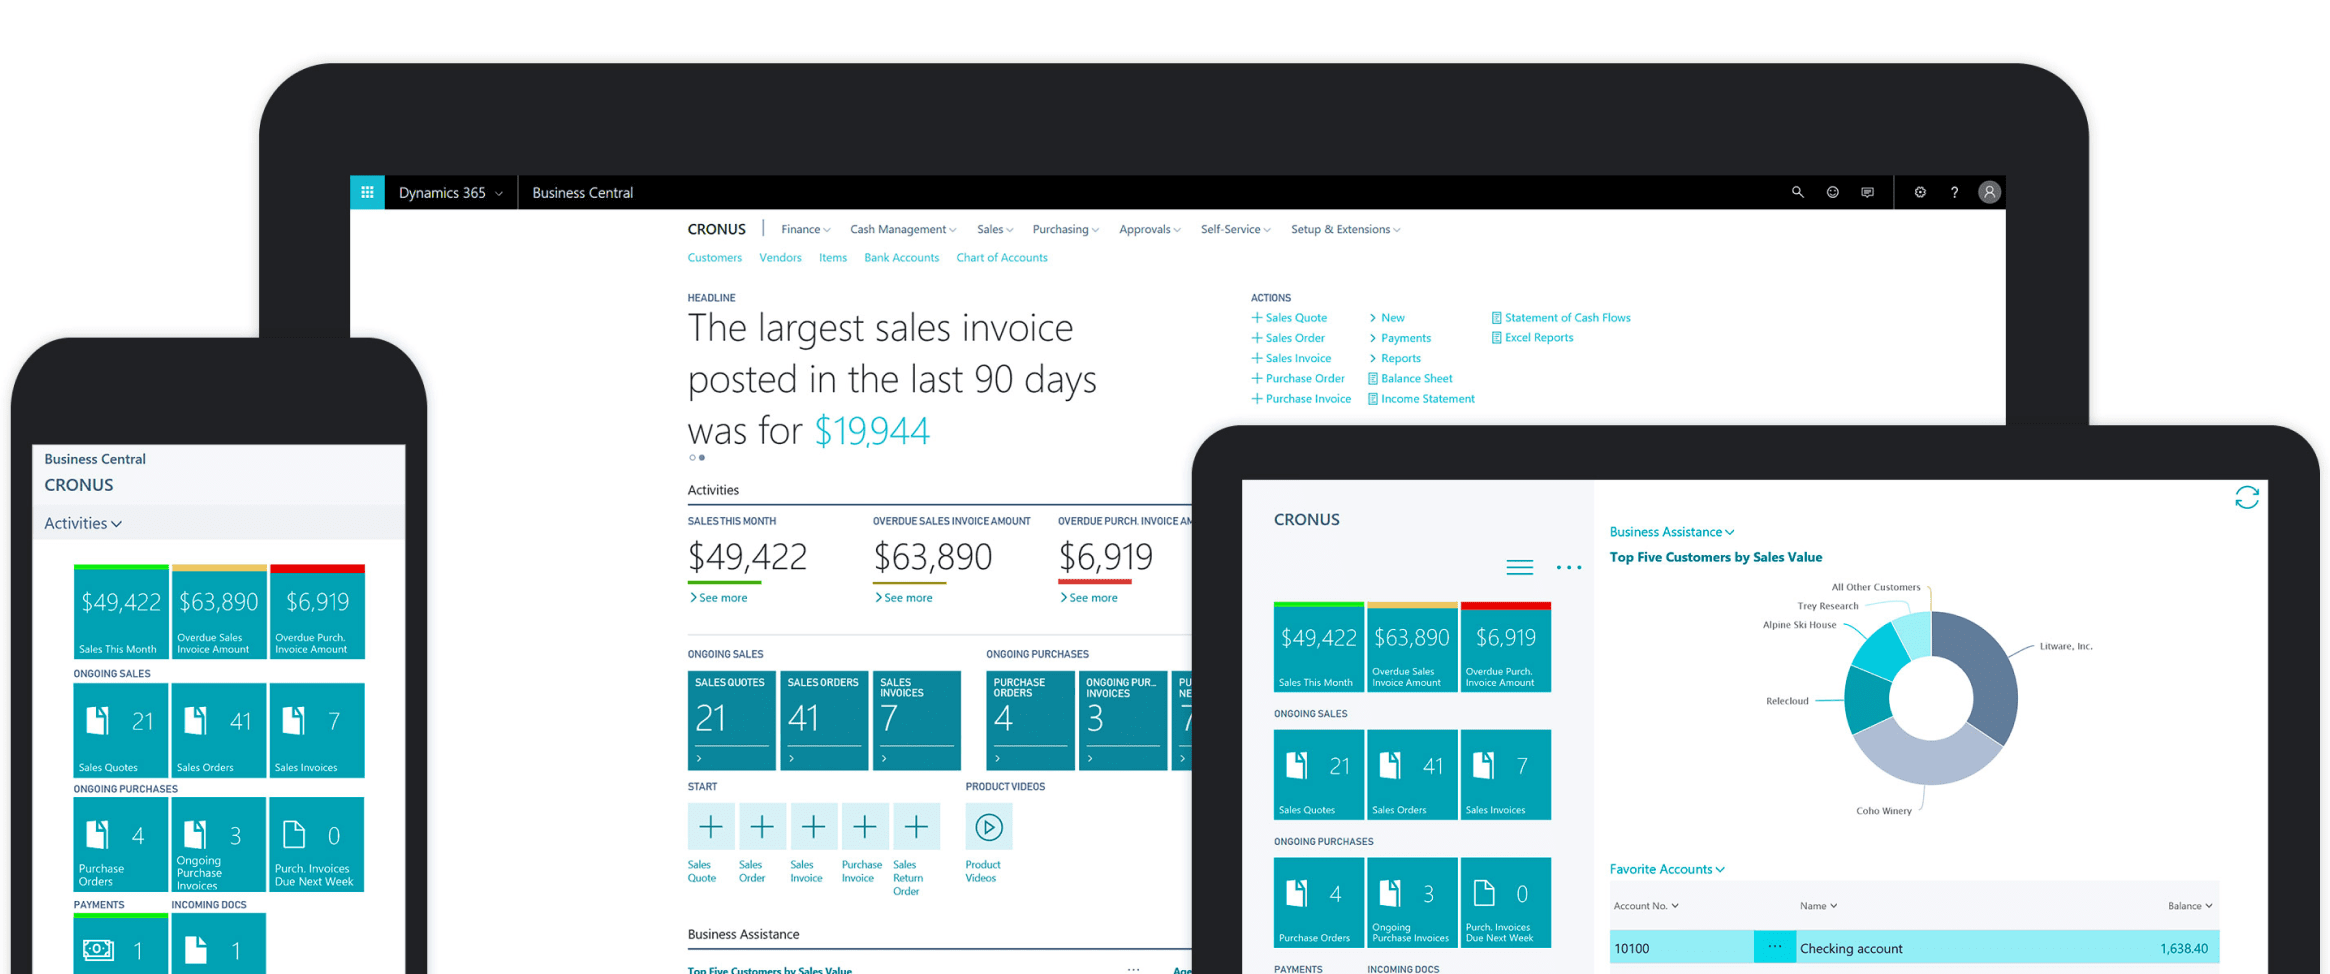 Dynamics 365
Business Central
CRONUS
Finance
Cash Management
Sales
Purchasing
Approvals
Self-Service
Setup & Extensions
Customers
Vendors
Items
Bank Accounts
Chart of Accounts
HEADLINE
The largest sales invoice
posted in the last 90 days
was for $19,944
ACTIONS
+ Sales Quote
+ Sales Order
+ Sales Invoice
+ Purchase Order
+ Purchase Invoice
> New
> Payments
> Reports
Balance Sheet
Income Statement
Statement of Cash Flows
Excel Reports
Activities
SALES THIS MONTH
$49,422
> See more
OVERDUE SALES INVOICE AMOUNT
$63,890
> See more
OVERDUE PURCH. INVOICE AM
$6,919
> See more
ONGOING SALES
SALES QUOTES
21
SALES ORDERS
41
SALES
INVOICES
7
ONGOING PURCHASES
PURCHASE
ORDERS
4
ONGOING PUR...
INVOICES
3
PU
NE
7
START
Sales
Quote
Sales
Order
Sales
Invoice
Purchase
Invoice
Sales
Return
Order
PRODUCT VIDEOS
Product
Videos
Business Assistance
Top Five Customers by Sales Value
...
Age
Business Central
CRONUS
Activities
$49,422
Sales This Month
$63,890
Overdue Sales
Invoice Amount
$6,919
Overdue Purch.
Invoice Amount
ONGOING SALES
21
Sales Quotes
41
Sales Orders
7
Sales Invoices
ONGOING PURCHASES
4
Purchase
Orders
3
Ongoing
Purchase
Invoices
0
Purch. Invoices
Due Next Week
PAYMENTS
1
INCOMING DOCS
1
CRONUS
$49,422
Sales This Month
$63,890
Overdue Sales
Invoice Amount
$6,919
Overdue Purch.
Invoice Amount
ONGOING SALES
21
Sales Quotes
41
Sales Orders
7
Sales Invoices
ONGOING PURCHASES
4
Purchase Orders
3
Ongoing
Purchase Invoices
0
Purch. Invoices
Due Next Week
PAYMENTS
INCOMING DOCS
Business Assistance
Top Five Customers by Sales Value
All Other Customers
Trey Research
Alpine Ski House
Litware, Inc.
Relecloud
Coho Winery
Favorite Accounts
Account No.
Name
Balance
10100
...
Checking account
1,638.40